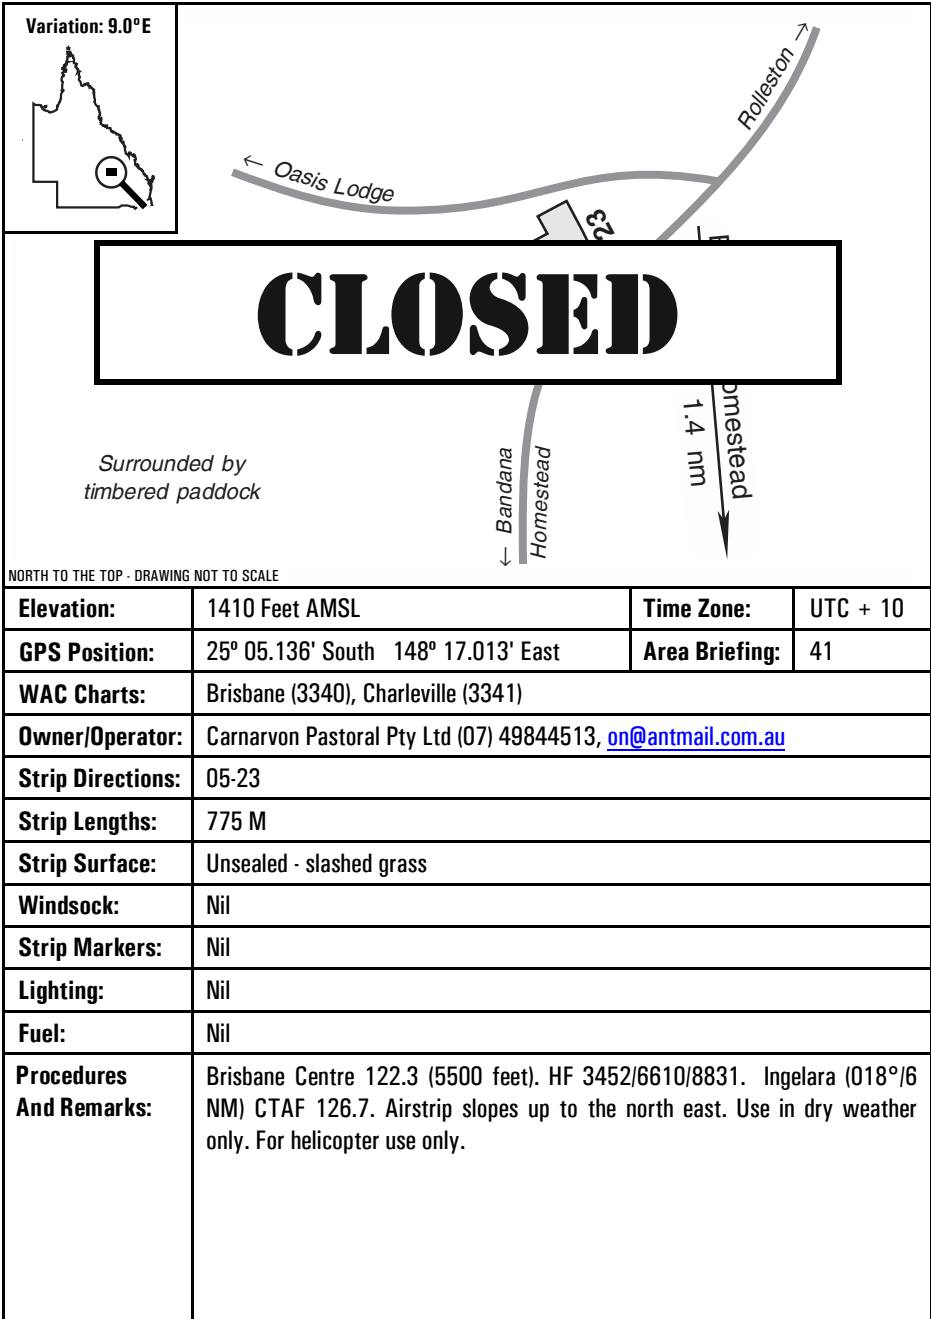 Variation: 9.0°E
Rolleston →
← Oasis Lodge
23
CLOSED
omestead
1.4 nm
Surrounded by
timbered paddock
← Bandana
Homestead
NORTH TO THE TOP - DRAWING NOT TO SCALE
Elevation: 1410 Feet AMSL Time Zone: UTC + 10
GPS Position: 25º 05.136' South 148º 17.013' East Area Briefing: 41
WAC Charts: Brisbane (3340), Charleville (3341)
Owner/Operator: Carnarvon Pastoral Pty Ltd (07) 49844513, on@antmail.com.au
Strip Directions: 05-23
Strip Lengths: 775 M
Strip Surface: Unsealed - slashed grass
Windsock: Nil
Strip Markers: Nil
Lighting: Nil
Fuel: Nil
Procedures
And Remarks:
Brisbane Centre 122.3 (5500 feet). HF 3452/6610/8831. Ingelara (018°/6
NM) CTAF 126.7. Airstrip slopes up to the north east. Use in dry weather
only. For helicopter use only.